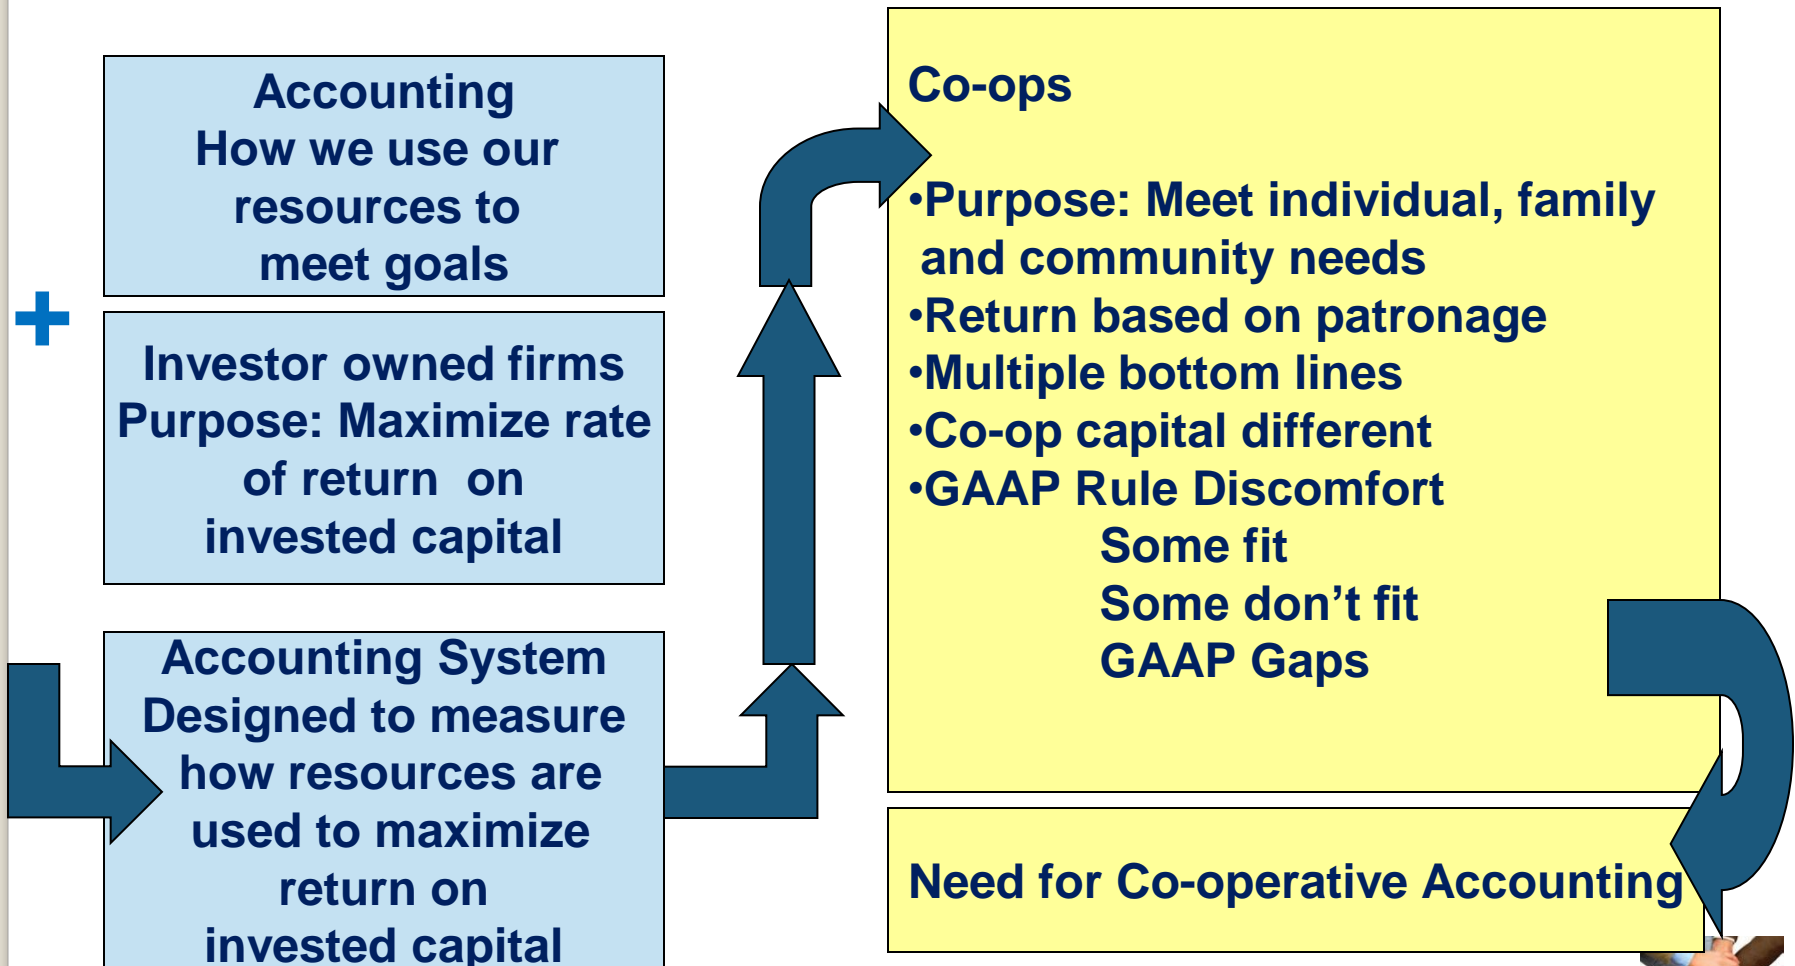 Accounting
How we use our
resources to
meet goals
+
Investor owned firms
Purpose: Maximize rate
of return  on
invested capital
Accounting System
Designed to measure
how resources are
used to maximize
return on
invested capital
Co-ops
•Purpose: Meet individual, family
and community needs
•Return based on patronage
•Multiple bottom lines
•Co-op capital different
•GAAP Rule Discomfort
Some fit
Some don’t fit
GAAP Gaps
Need for Co-operative Accounting